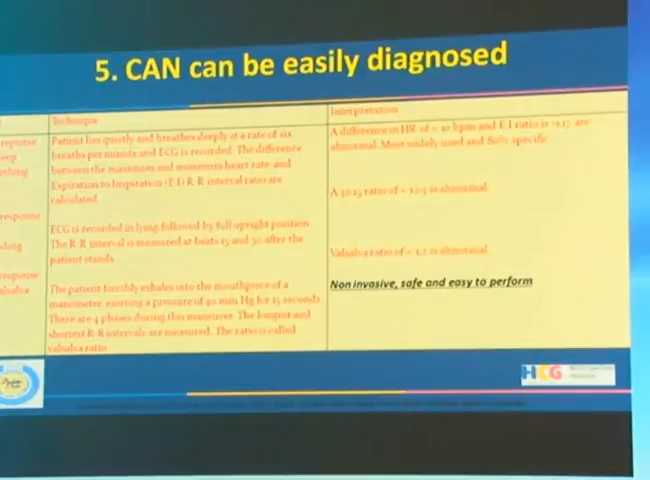 5. CAN can be easily diagnosed
Technique
Interpretation
response
deep
breathing
Patient lies quietly and breathes deeply at a rate of six
breaths per minute and ECG is recorded. The difference
between the maximum and minimum heart rate and
Expiration to Inspiration (E:I) R-R interval ratio are
calculated.
A difference in HR of < 10 bpm and E:I ratio is >1.17 are
abnormal. Most widely used and 80% specific.
response
nding
ECG is recorded in lying followed by full upright position
The R-R interval is measured at beats 15 and 30 after the
patient stands.
A 30:15 ratio of < 1.03 is abnormal.
response
alsalva
The patient forcibly exhales into the mouthpiece of a
manometer, exerting a pressure of 40 mm Hg for 15 seconds.
There are 4 phases during this maneuver. The longest and
shortest R-R intervals are measured. The ratio is called
valsalva ratio.
Valsalva ratio of < 1.2 is abnormal.
Non invasive, safe and easy to perform
HCG